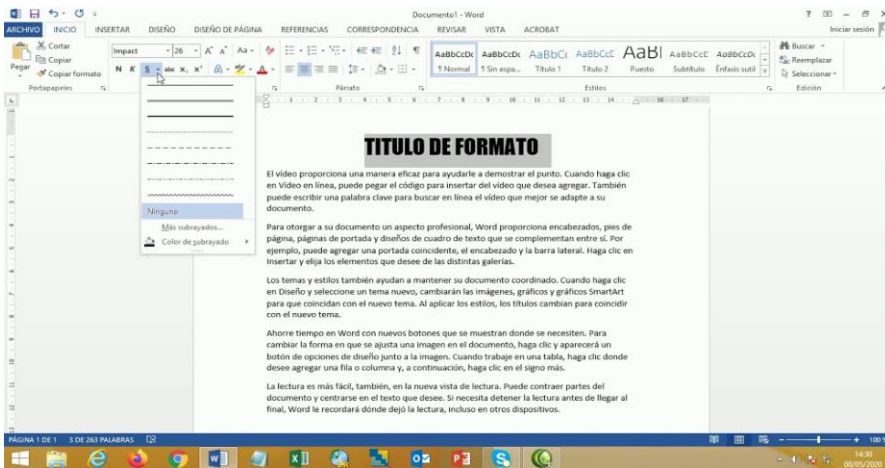 Documento1 - Word
ARCHIVO INICIO INSERTAR DISEÑO DISEÑO DE PÁGINA REFERENCIAS CORRESPONDENCIA REVISAR VISTA ACROBAT Iniciar sesión
Cortar
Copiar
Copiar formato
Pegar
Portapapeles
Impact 26
N K S abc x, x'
Párrafo
AaBbCcDc AaBbCcDc AaBbCc AaBbCcC AaBl AaBbCcC AaBbCcDc
¶ Normal ¶ Sin espa... Título 1 Título 2 Puesto Subtítulo Énfasis sutil
Estilos
Buscar
Reemplazar
Seleccionar
Edición
Ninguno
Más subrayados...
Color de subrayado
TITULO DE FORMATO
El vídeo proporciona una manera eficaz para ayudarle a demostrar el punto. Cuando haga clic
en Vídeo en línea, puede pegar el código para insertar del vídeo que desea agregar. También
puede escribir una palabra clave para buscar en línea el vídeo que mejor se adapte a su
documento.
Para otorgar a su documento un aspecto profesional, Word proporciona encabezados, pies de
página, páginas de portada y diseños de cuadro de texto que se complementan entre sí. Por
ejemplo, puede agregar una portada coincidente, el encabezado y la barra lateral. Haga clic en
Insertar y elija los elementos que desee de las distintas galerías.
Los temas y estilos también ayudan a mantener su documento coordinado. Cuando haga clic
en Diseño y seleccione un tema nuevo, cambiarán las imágenes, gráficos y gráficos SmartArt
para que coincidan con el nuevo tema. Al aplicar los estilos, los títulos cambian para coincidir
con el nuevo tema.
Ahorre tiempo en Word con nuevos botones que se muestran donde se necesiten. Para
cambiar la forma en que se ajusta una imagen en el documento, haga clic y aparecerá un
botón de opciones de diseño junto a la imagen. Cuando trabaje en una tabla, haga clic donde
desee agregar una fila o columna y, a continuación, haga clic en el signo más.
La lectura es más fácil, también, en la nueva vista de lectura. Puede contraer partes del
documento y centrarse en el texto que desee. Si necesita detener la lectura antes de llegar al
final, Word le recordará dónde dejó la lectura, incluso en otros dispositivos.
PÁGINA 1 DE 1 3 DE 263 PALABRAS 100 %
14:30
08/05/2020